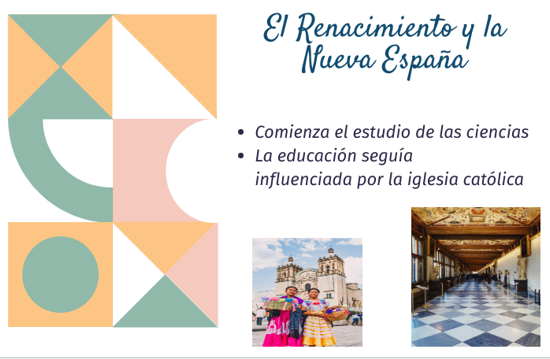 El Renacimiento y la
Nueva España
• Comienza el estudio de las ciencias
• La educación seguía
influenciada por la iglesia católica